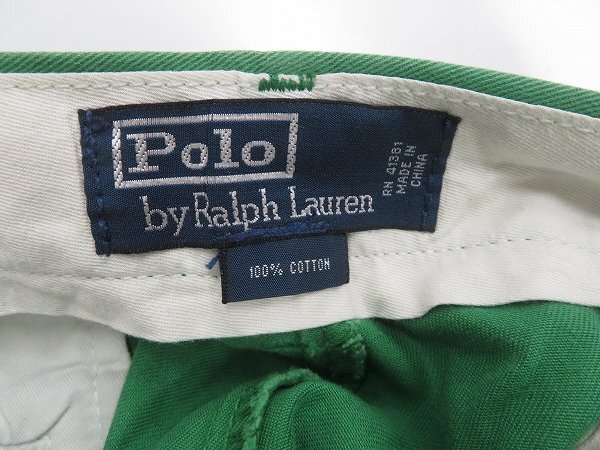 Polo
by Ralph Lauren
RN 41381
MADE IN
CHINA
100% COTTON